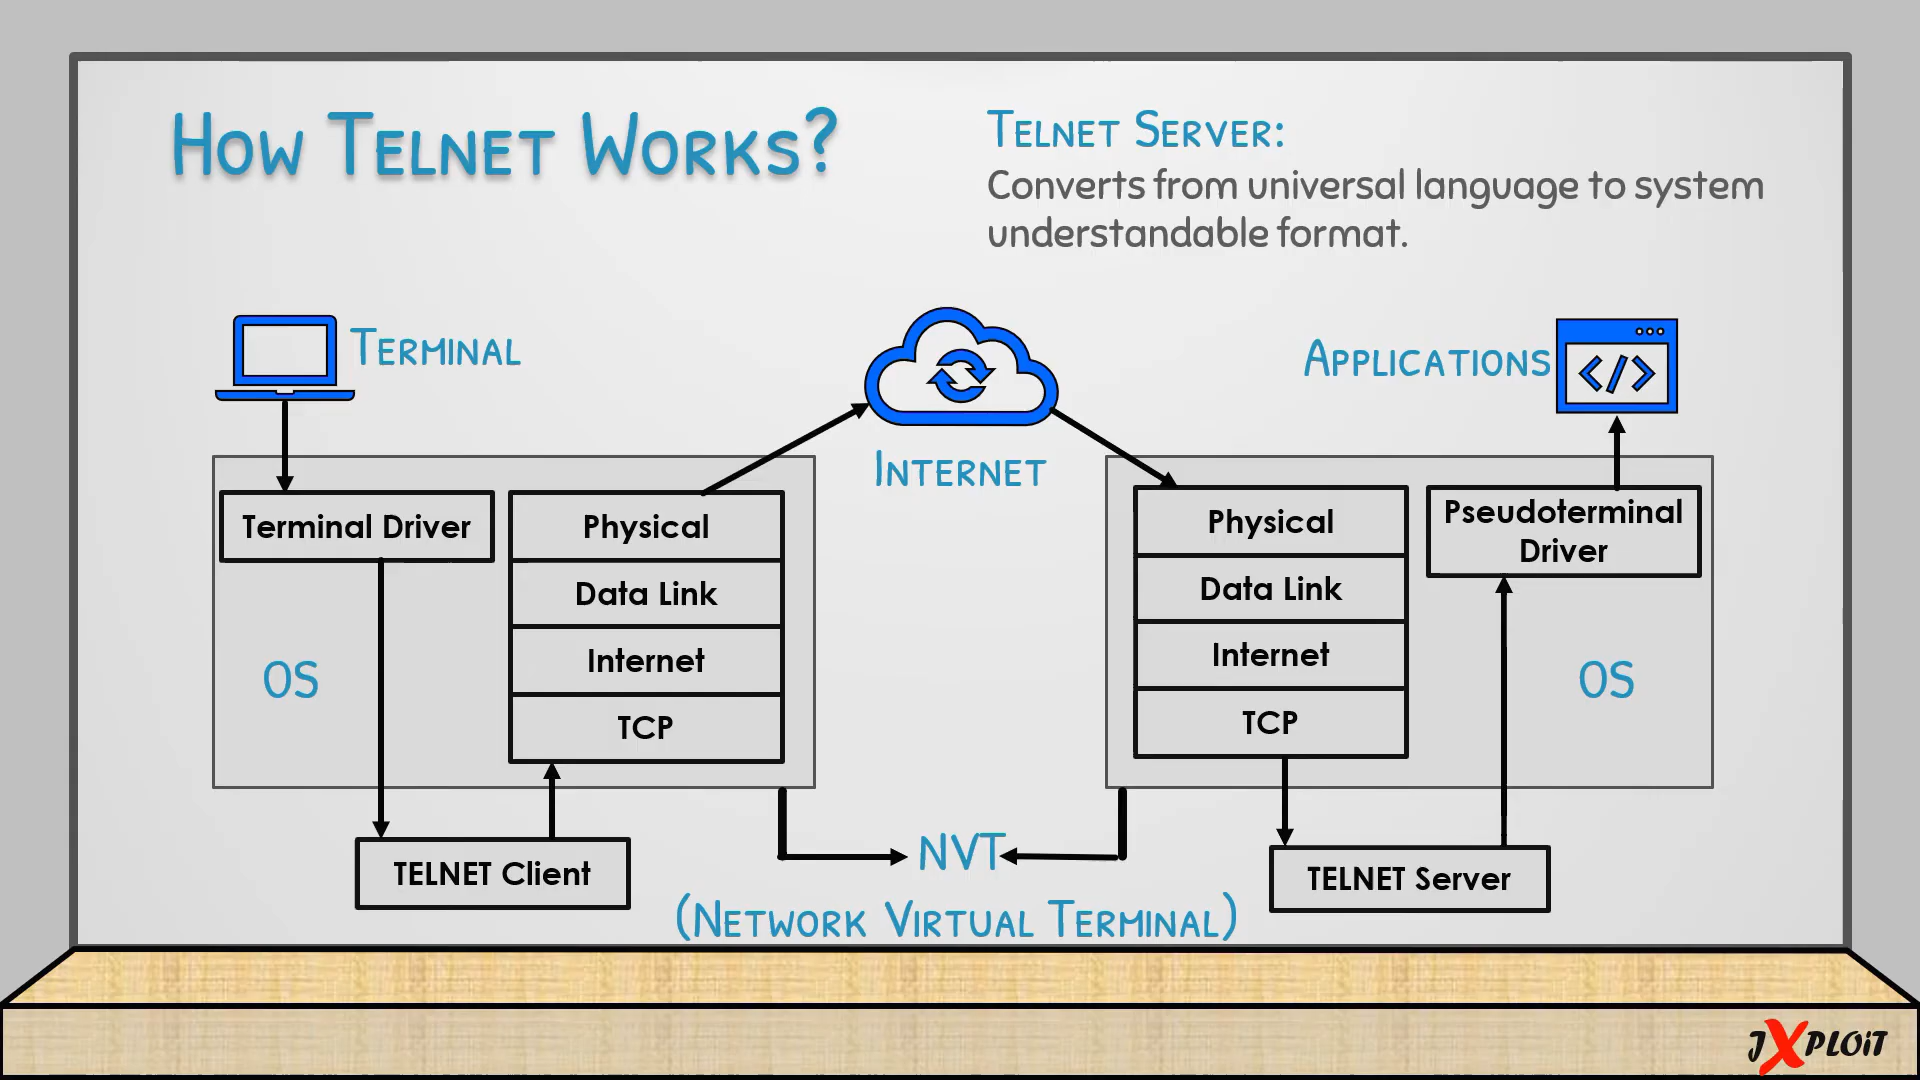 How Telnet Works?
Telnet Server:
Converts from universal language to system
understandable format.
Terminal
Applications
Internet
Terminal Driver
Physical
Data Link
Internet
TCP
OS
Physical
Data Link
Internet
TCP
Pseudoterminal
Driver
OS
TELNET Client
NVT
(Network Virtual Terminal)
TELNET Server
JXPLOiT